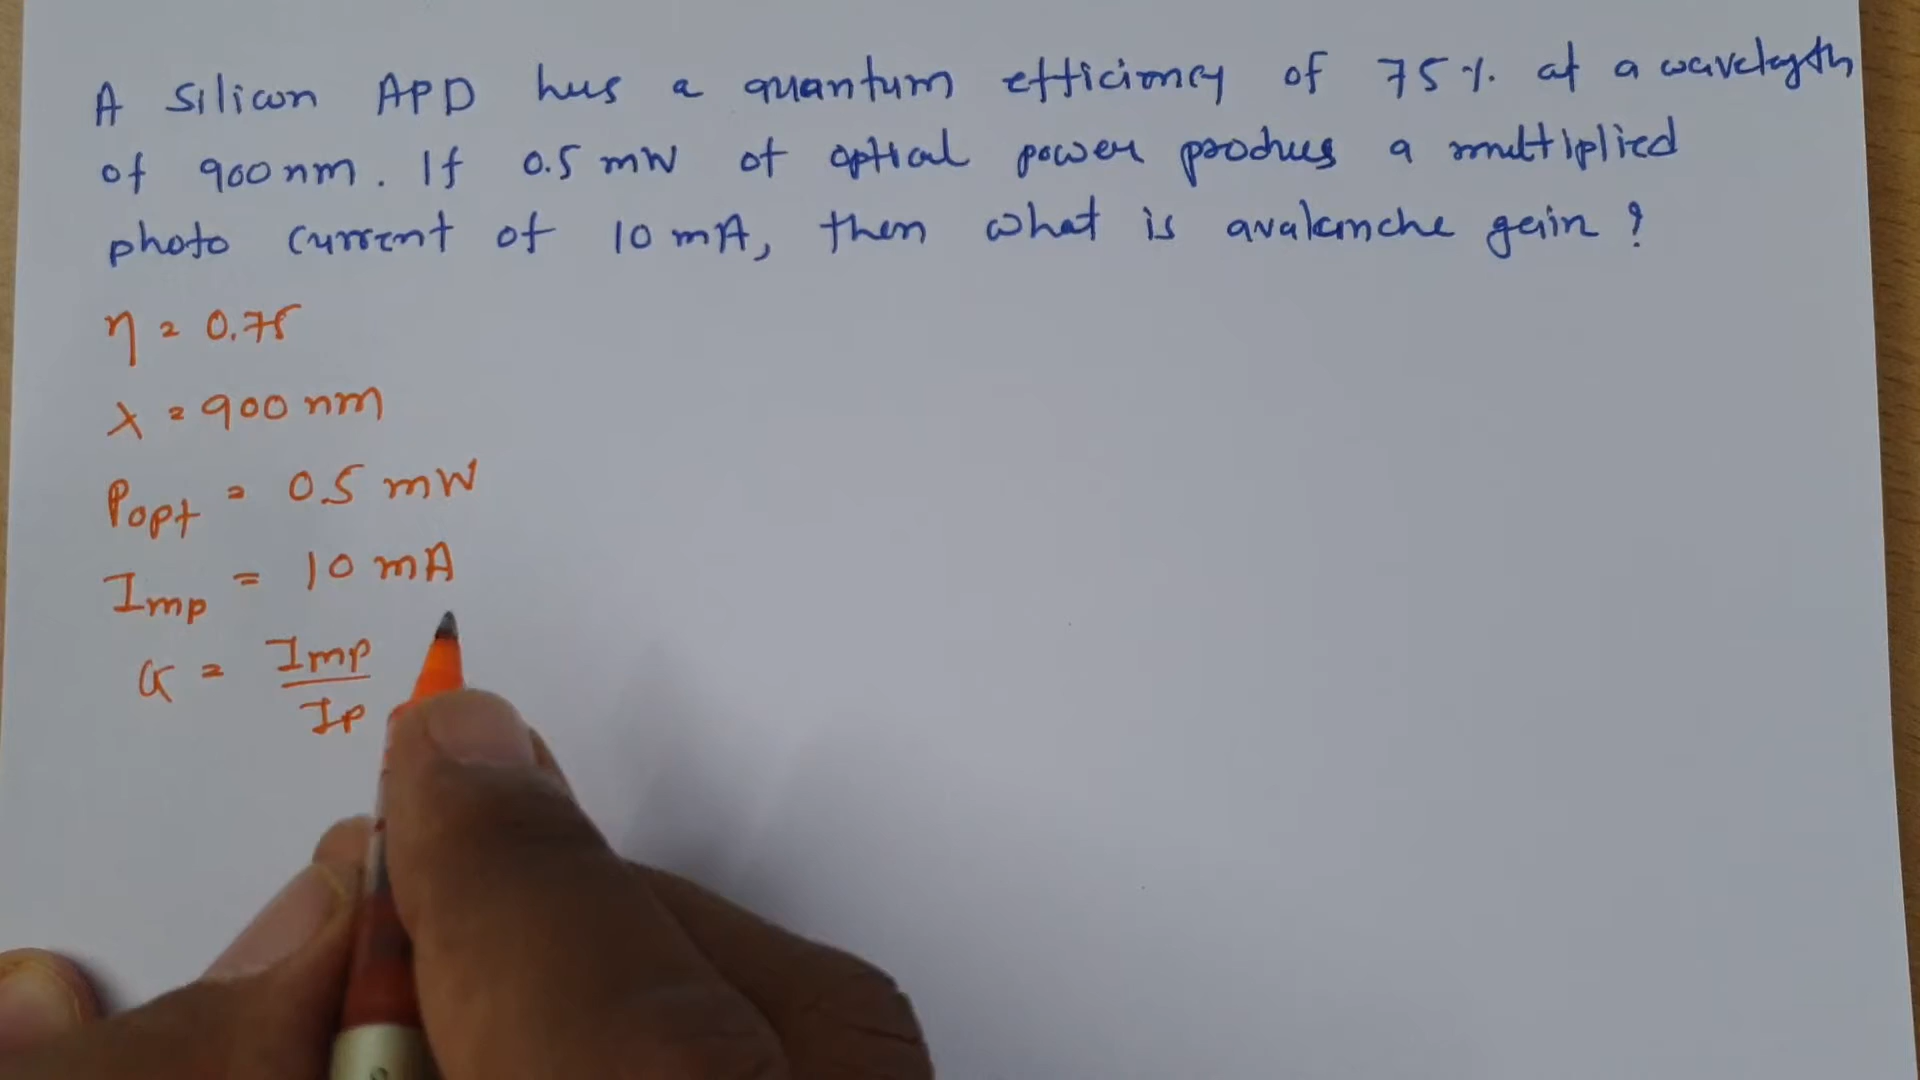 A Silicon APD has a quantum efficiency of 75% at a wavelegth
of 900 nm. If 0.5 mW of optical power produes a multiplied
photo current of 10 mA, then what is avalanche gain ?
η = 0.75
λ = 900 nm
Popt = 0.5 mW
Imp = 10 mA
G = Imp
Ip